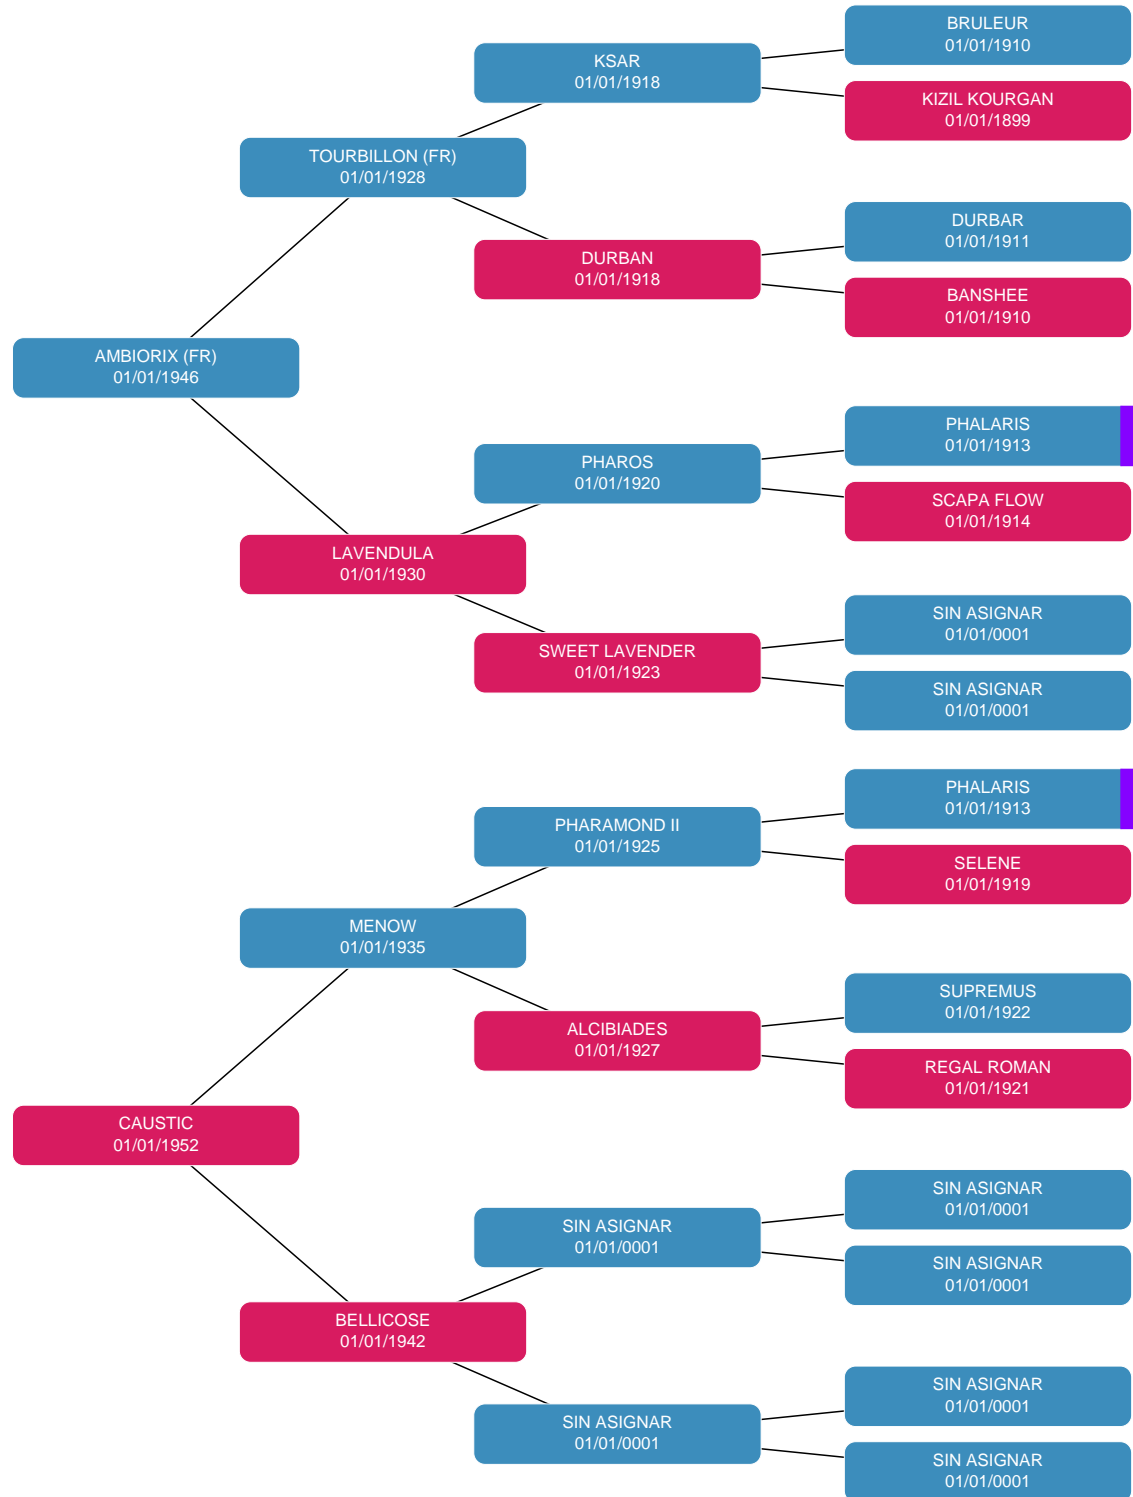 BRULEUR
01/01/1910
KSAR
01/01/1918
KIZIL KOURGAN
01/01/1899
TOURBILLON (FR)
01/01/1928
DURBAR
01/01/1911
DURBAN
01/01/1918
BANSHEE
01/01/1910
AMBIORIX (FR)
01/01/1946
PHALARIS
01/01/1913
PHAROS
01/01/1920
SCAPA FLOW
01/01/1914
LAVENDULA
01/01/1930
SIN ASIGNAR
01/01/0001
SWEET LAVENDER
01/01/1923
SIN ASIGNAR
01/01/0001
PHALARIS
01/01/1913
PHARAMOND II
01/01/1925
SELENE
01/01/1919
MENOW
01/01/1935
SUPREMUS
01/01/1922
ALCIBIADES
01/01/1927
REGAL ROMAN
01/01/1921
CAUSTIC
01/01/1952
SIN ASIGNAR
01/01/0001
SIN ASIGNAR
01/01/0001
SIN ASIGNAR
01/01/0001
BELLICOSE
01/01/1942
SIN ASIGNAR
01/01/0001
SIN ASIGNAR
01/01/0001
SIN ASIGNAR
01/01/0001